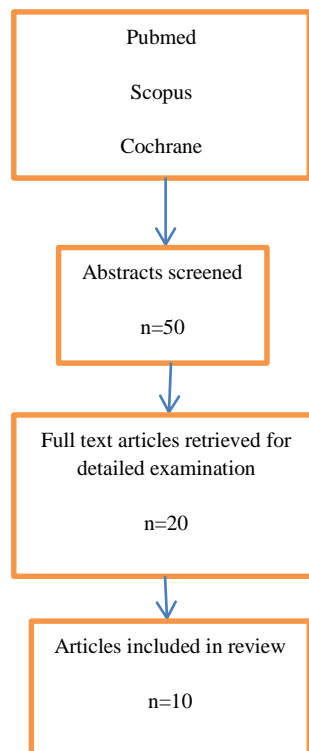 Pubmed
Scopus
Cochrane
Abstracts screened
n=50
Full text articles retrieved for
detailed examination
n=20
Articles included in review
n=10